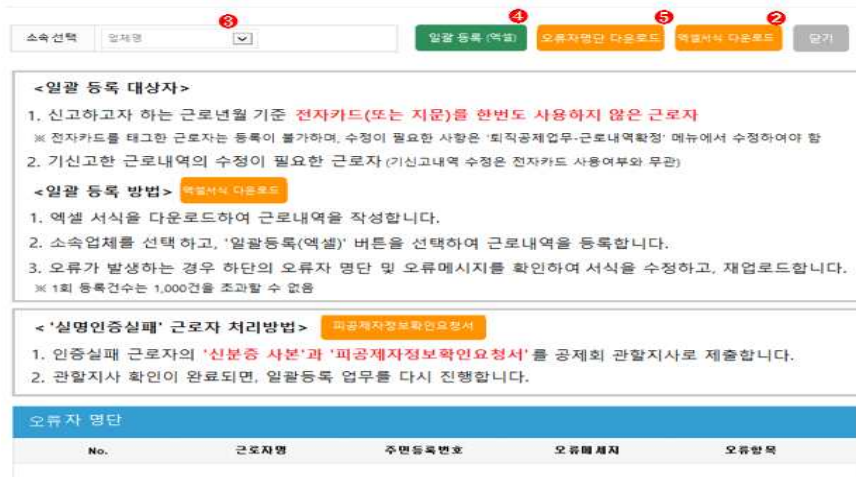 ❸ ❹ ❺ ❷
소속선택 업체명 일괄 등록 (엑셀) 오류자명단 다운로드 엑셀서식 다운로드 닫기
<일괄 등록 대상자>
1. 신고하고자 하는 근로년월 기준 전자카드(또는 지문)를 한번도 사용하지 않은 근로자
※ 전자카드를 태그한 근로자는 등록이 불가하며, 수정이 필요한 사항은 '퇴직공제업무-근로내역확정' 메뉴에서 수정하여야 함
2. 기신고한 근로내역의 수정이 필요한 근로자 (기신고내역 수정은 전자카드 사용여부와 무관)
<일괄 등록 방법> 엑셀서식 다운로드
1. 엑셀 서식을 다운로드하여 근로내역을 작성합니다.
2. 소속업체를 선택하고, '일괄등록(엑셀)' 버튼을 선택하여 근로내역을 등록합니다.
3. 오류가 발생하는 경우 하단의 오류자 명단 및 오류메시지를 확인하여 서식을 수정하고, 재업로드합니다.
※ 1회 등록건수는 1,000건을 초과할 수 없음
< '실명인증실패' 근로자 처리방법> 피공제자정보확인요청서
1. 인증실패 근로자의 '신분증 사본'과 '피공제자정보확인요청서'를 공제회 관할지사로 제출합니다.
2. 관할지사 확인이 완료되면, 일괄등록 업무를 다시 진행합니다.
오류자 명단
No. 근로자명 주민등록번호 오류메세지 오류항목